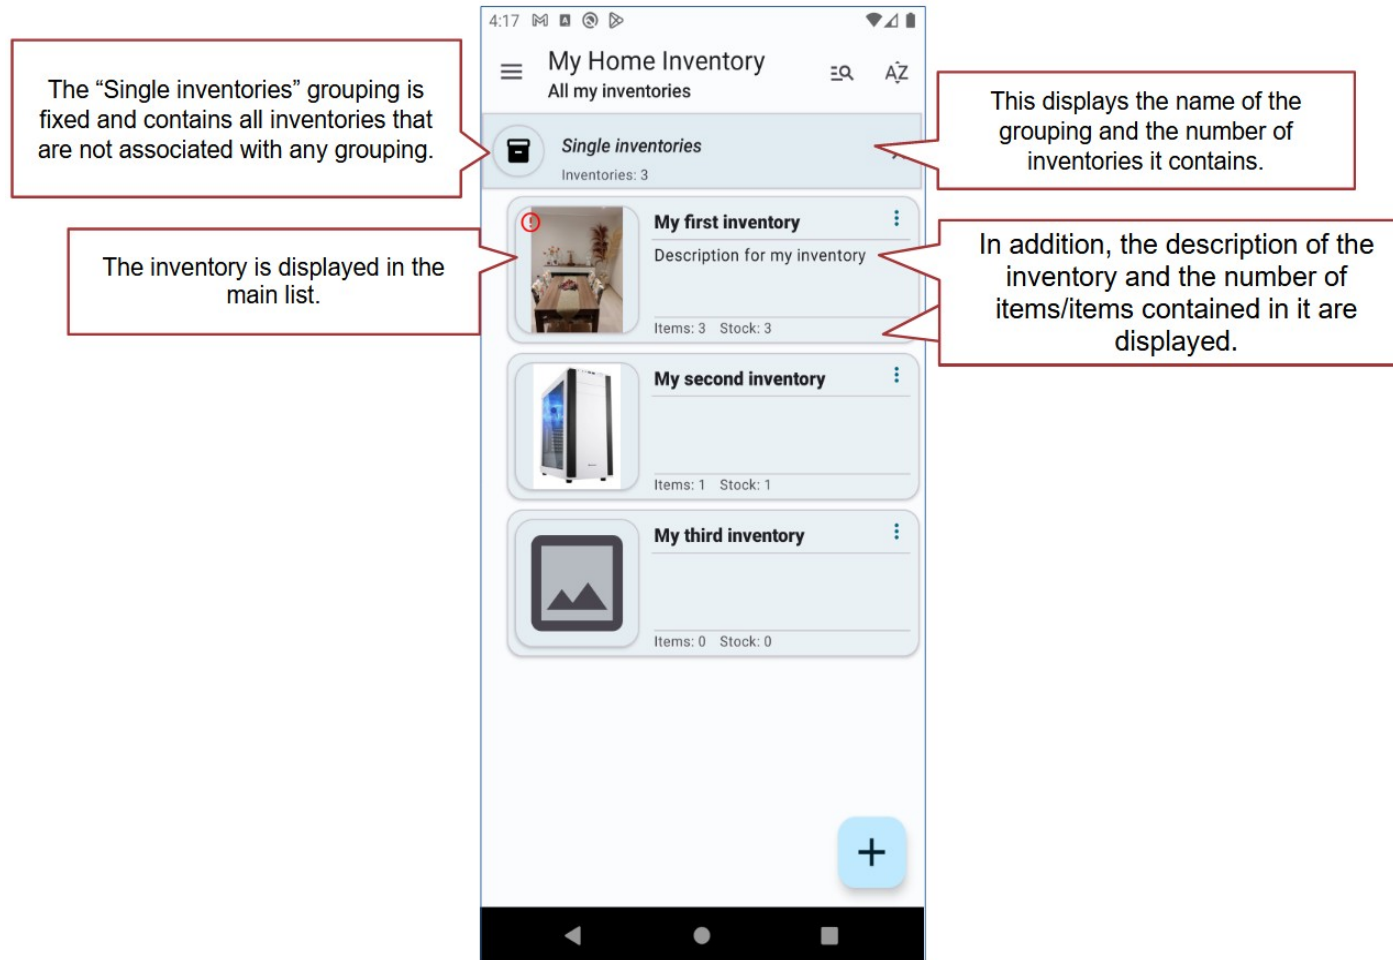 4:17
My Home Inventory
All my inventories
AZ
The “Single inventories” grouping is
fixed and contains all inventories that
are not associated with any grouping.
Single inventories
Inventories: 3
This displays the name of the
grouping and the number of
inventories it contains.
The inventory is displayed in the
main list.
My first inventory
Description for my inventory
Items: 3 Stock: 3
In addition, the description of the
inventory and the number of
items/items contained in it are
displayed.
My second inventory
Items: 1 Stock: 1
My third inventory
Items: 0 Stock: 0